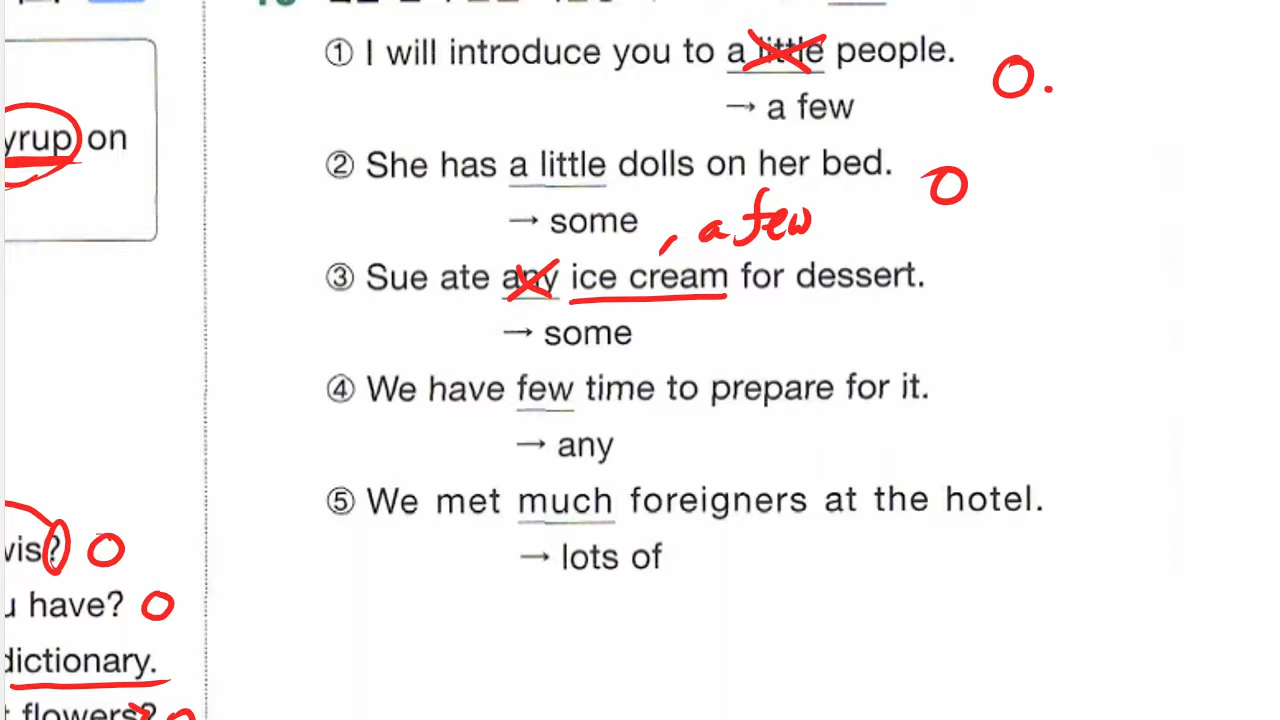 ① I will introduce you to a little people.
→ a few
O.
yrup on
② She has a little dolls on her bed.
O
→ some , a few
③ Sue ate any ice cream for dessert.
→ some
④ We have few time to prepare for it.
→ any
⑤ We met much foreigners at the hotel.
→ lots of
vis? O
u have? O
dictionary.
flowers?